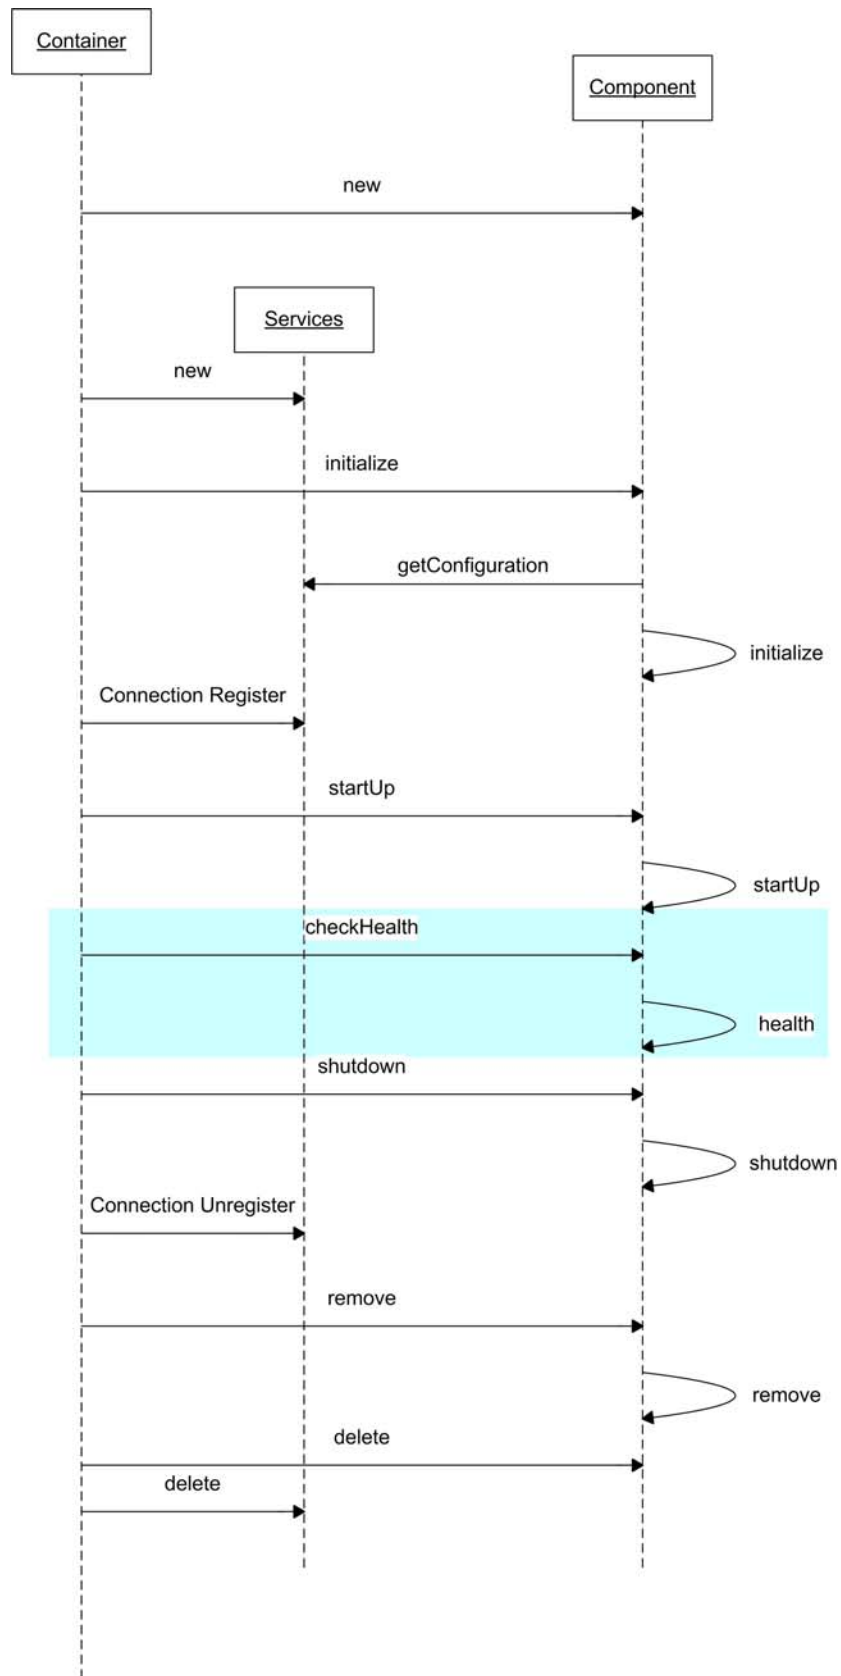 Container
Component
new
Services
new
initialize
getConfiguration
initialize
Connection Register
startUp
startUp
checkHealth
health
shutdown
shutdown
Connection Unregister
remove
remove
delete
delete